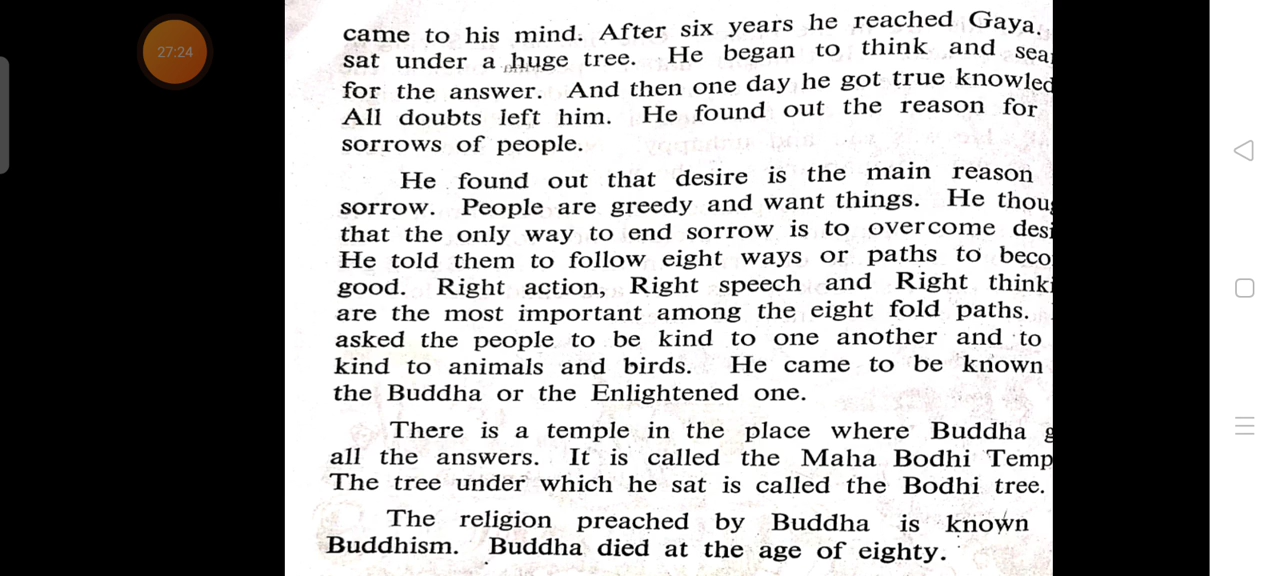 27:24
came to his mind. After six years he reached Gaya.
sat under a huge tree. He began to think and
for the answer. And then one day he got true
All doubts left him. He found out the reason for
sorrows of people.
He found out that desire is the main reason
sorrow. People are greedy and want things. He
that the only way to end sorrow is to overcome
He told them to follow eight ways or paths to
good. Right action, Right speech and Right
are the most important among the eight fold paths.
asked the people to be kind to one another and to
kind to animals and birds. He came to be known
the Buddha or the Enlightened one.
There is a temple in the place where Buddha
all the answers. It is called the Maha Bodhi
The tree under which he sat is called the Bodhi tree.
The religion preached by Buddha is known
Buddhism. Buddha died at the age of eighty.